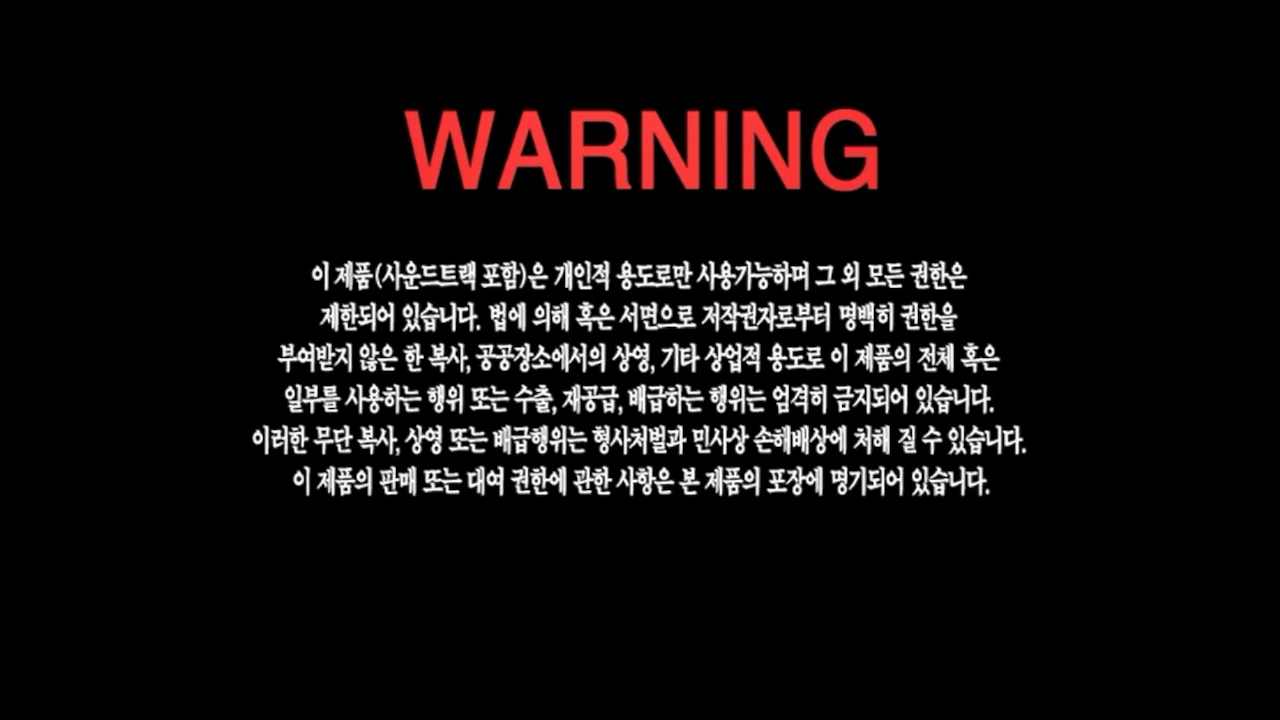 WARNING
이 제품(사운드트랙 포함)은 개인적 용도로만 사용가능하며 그 외 모든 권한은
제한되어 있습니다. 법에 의해 혹은 서면으로 저작권자로부터 명백히 권한을
부여받지 않은 한 복사, 공공장소에서의 상영, 기타 상업적 용도로 이 제품의 전체 혹은
일부를 사용하는 행위 또는 수출, 재공급, 배급하는 행위는 엄격히 금지되어 있습니다.
이러한 무단 복사, 상영 또는 배급행위는 형사처벌과 민사상 손해배상에 처해 질 수 있습니다.
이 제품의 판매 또는 대여 권한에 관한 사항은 본 제품의 포장에 명기되어 있습니다.